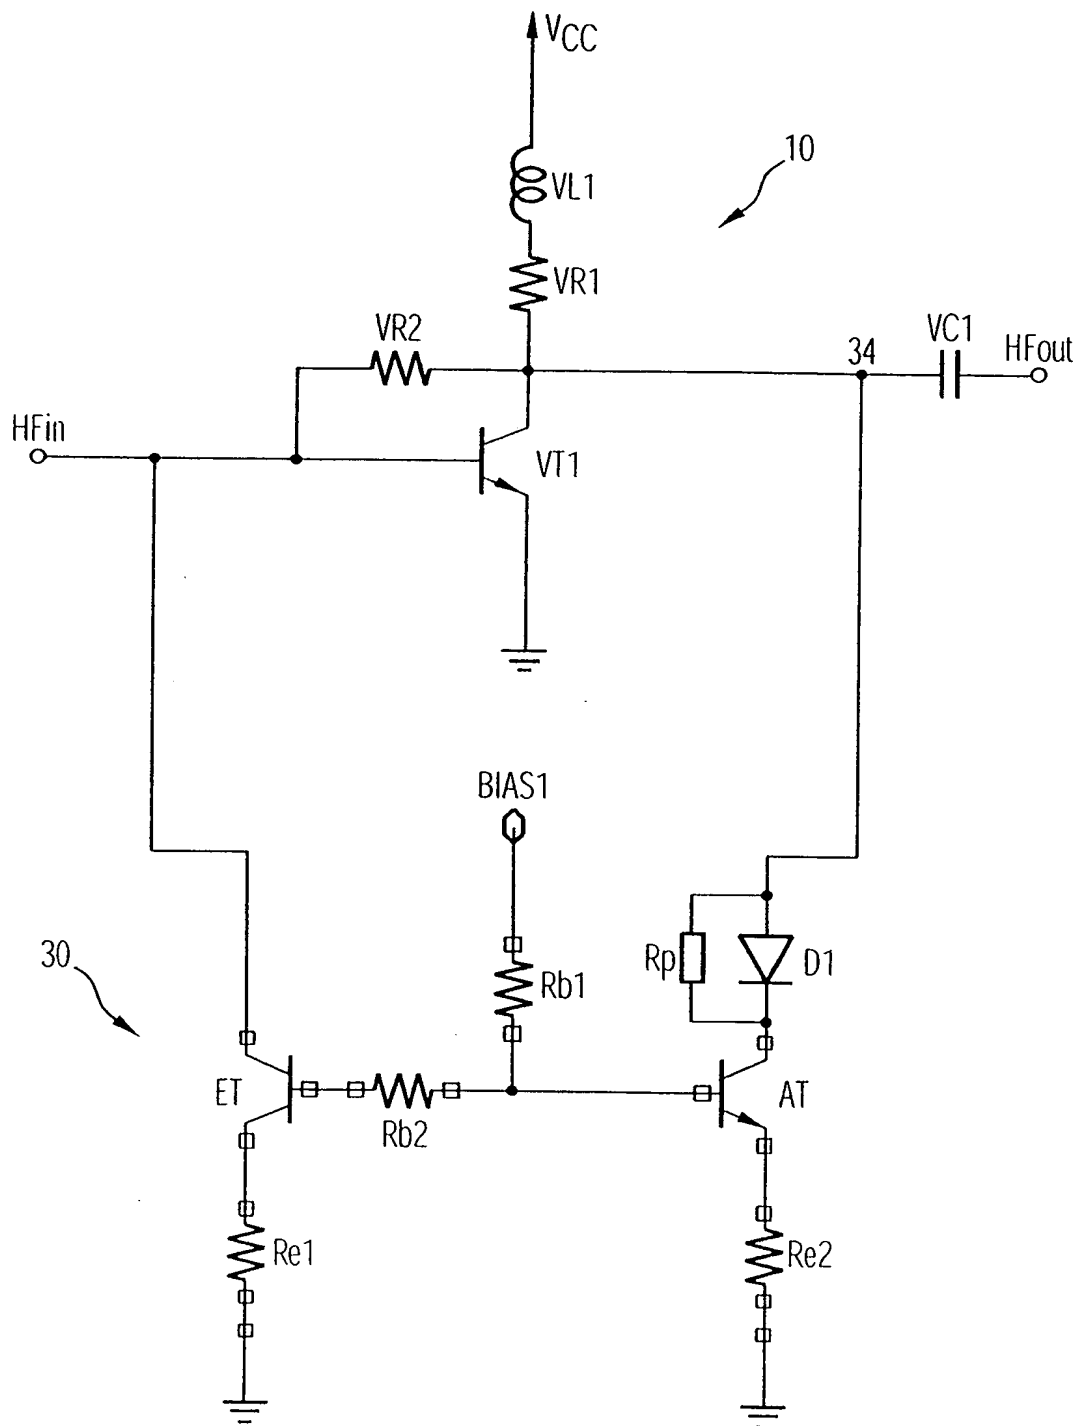 VCC
10
VL1
VR1
VR2
34
VC1
HFout
HFin
VT1
BIAS1
30
Rp
D1
Rb1
ET
Rb2
AT
Re1
Re2